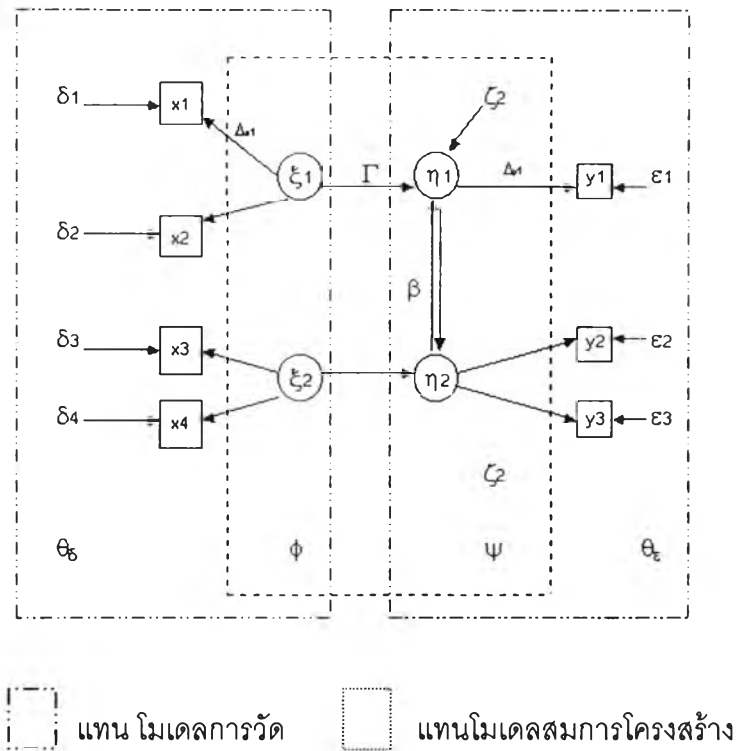 δ1
x1
ζ2
ξ1
Γ
η1
y1
ε1
δ2
x2
β
δ3
x3
y2
ε2
ξ2
η2
δ4
x4
y3
ε3
ζ2
θδ
φ
ψ
θε
แทน โมเดลการวัด
แทนโมเดลสมการโครงสร้าง